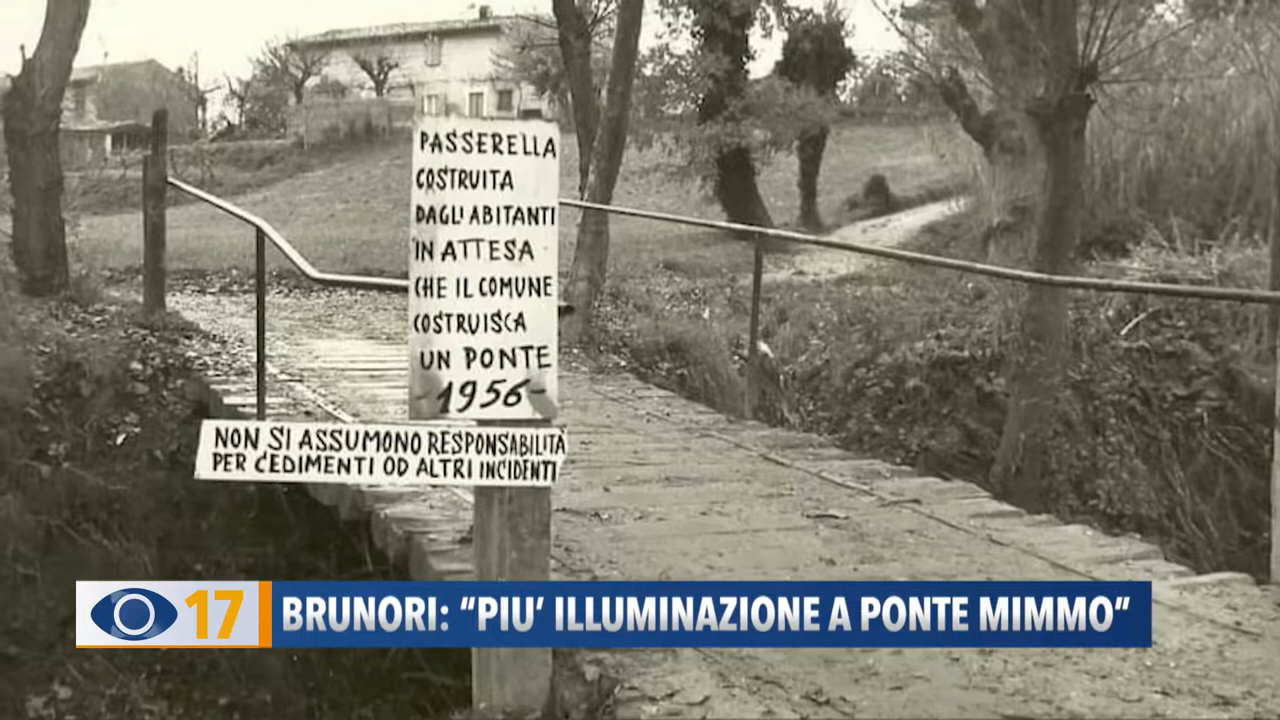 PASSERELLA
COSTRUITA
DAGLI ABITANTI
IN ATTESA
CHE IL COMUNE
COSTRUISCA
UN PONTE
-1956-
NON SI ASSUMONO RESPONSABILITÀ
PER CEDIMENTI OD ALTRI INCIDENTI
17
BRUNORI: “PIU’ ILLUMINAZIONE A PONTE MIMMO”